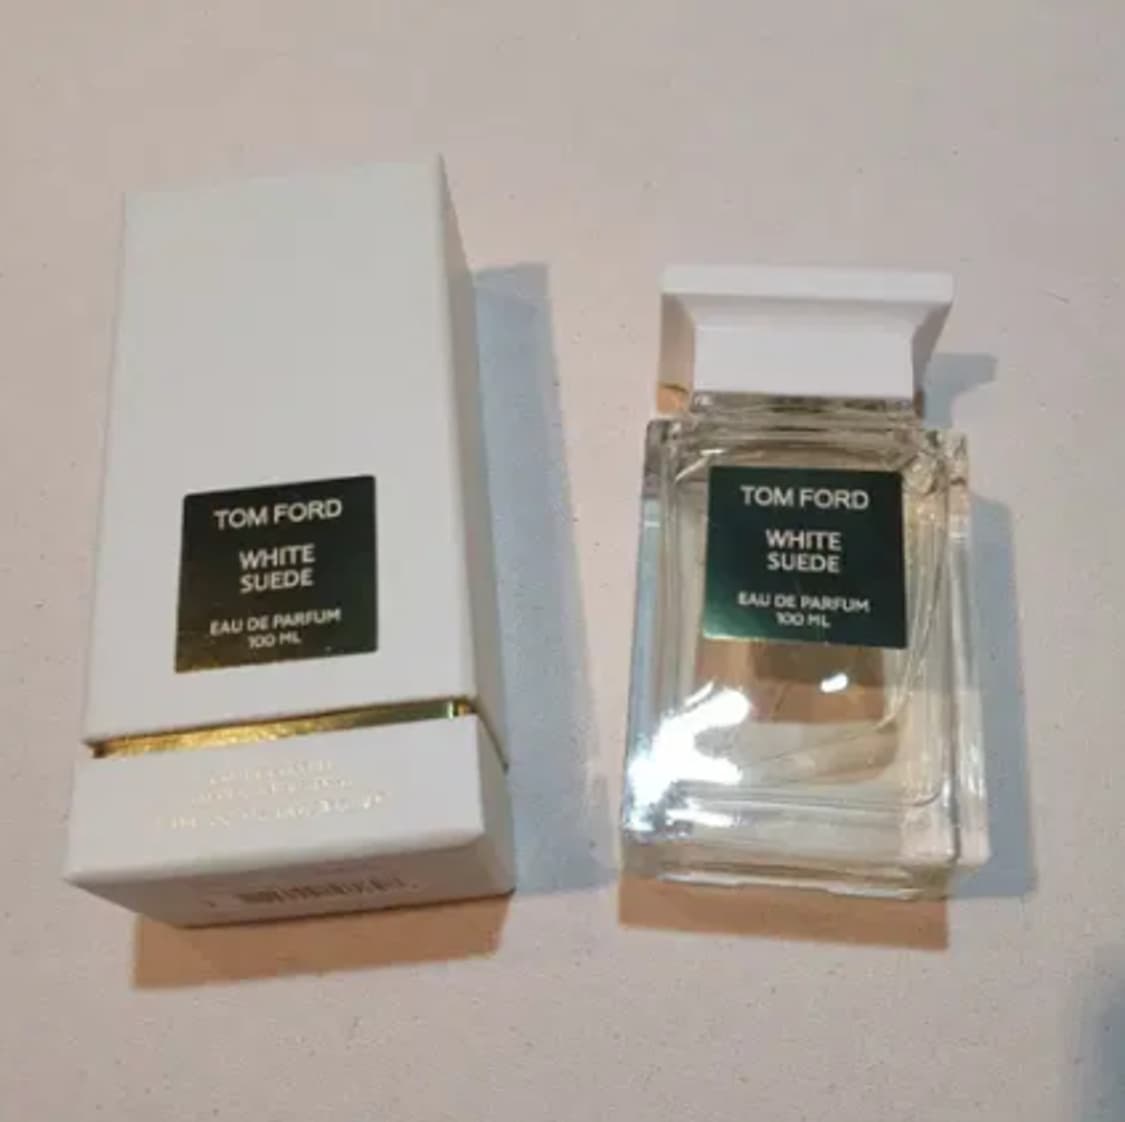 TOM FORD
WHITE
SUEDE
EAU DE PARFUM
100 ML
TOM FORD
WHITE
SUEDE
EAU DE PARFUM
100 ML